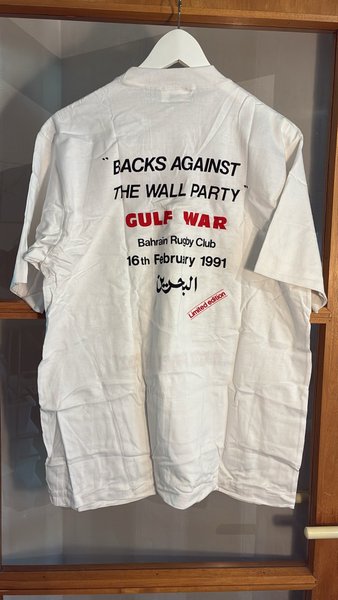 "BACKS AGAINST
THE WALL PARTY"
GULF WAR
Bahrain Rugby Club
16th February 1991
البحرين
Limited edition